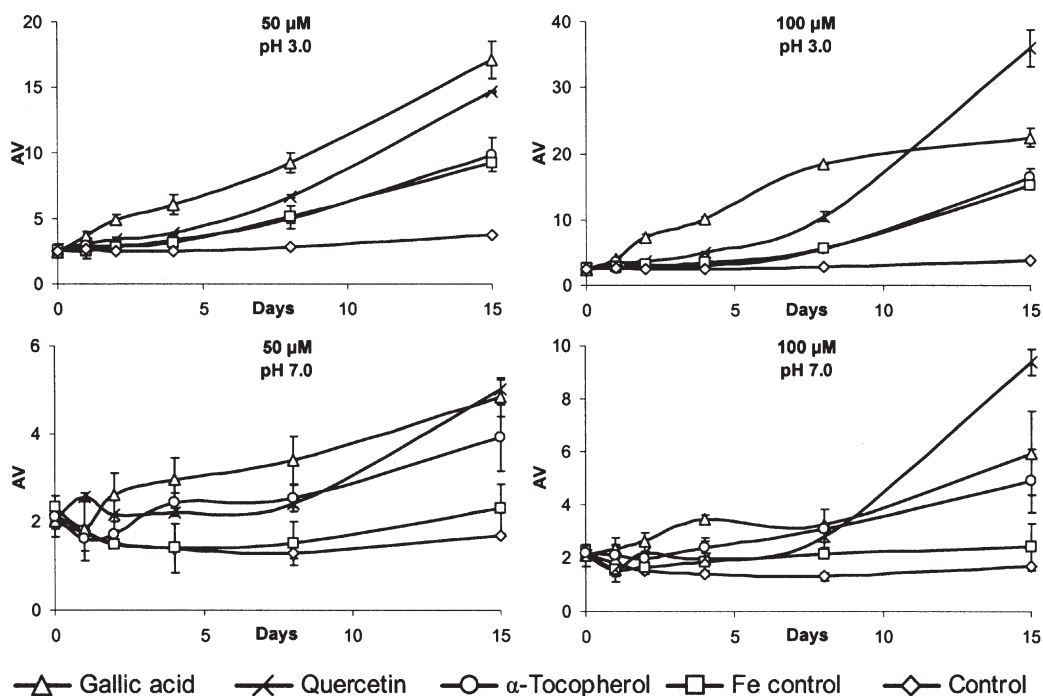 50 µM
pH 3.0
20
15
10
5
0
AV
0
5
10
15
Days
100 µM
pH 3.0
40
30
20
10
0
AV
0
5
10
15
Days
50 µM
pH 7.0
6
4
2
0
AV
0
5
10
15
Days
100 µM
pH 7.0
10
8
6
4
2
0
AV
0
5
10
15
Days
Gallic acid Quercetin α-Tocopherol Fe control Control